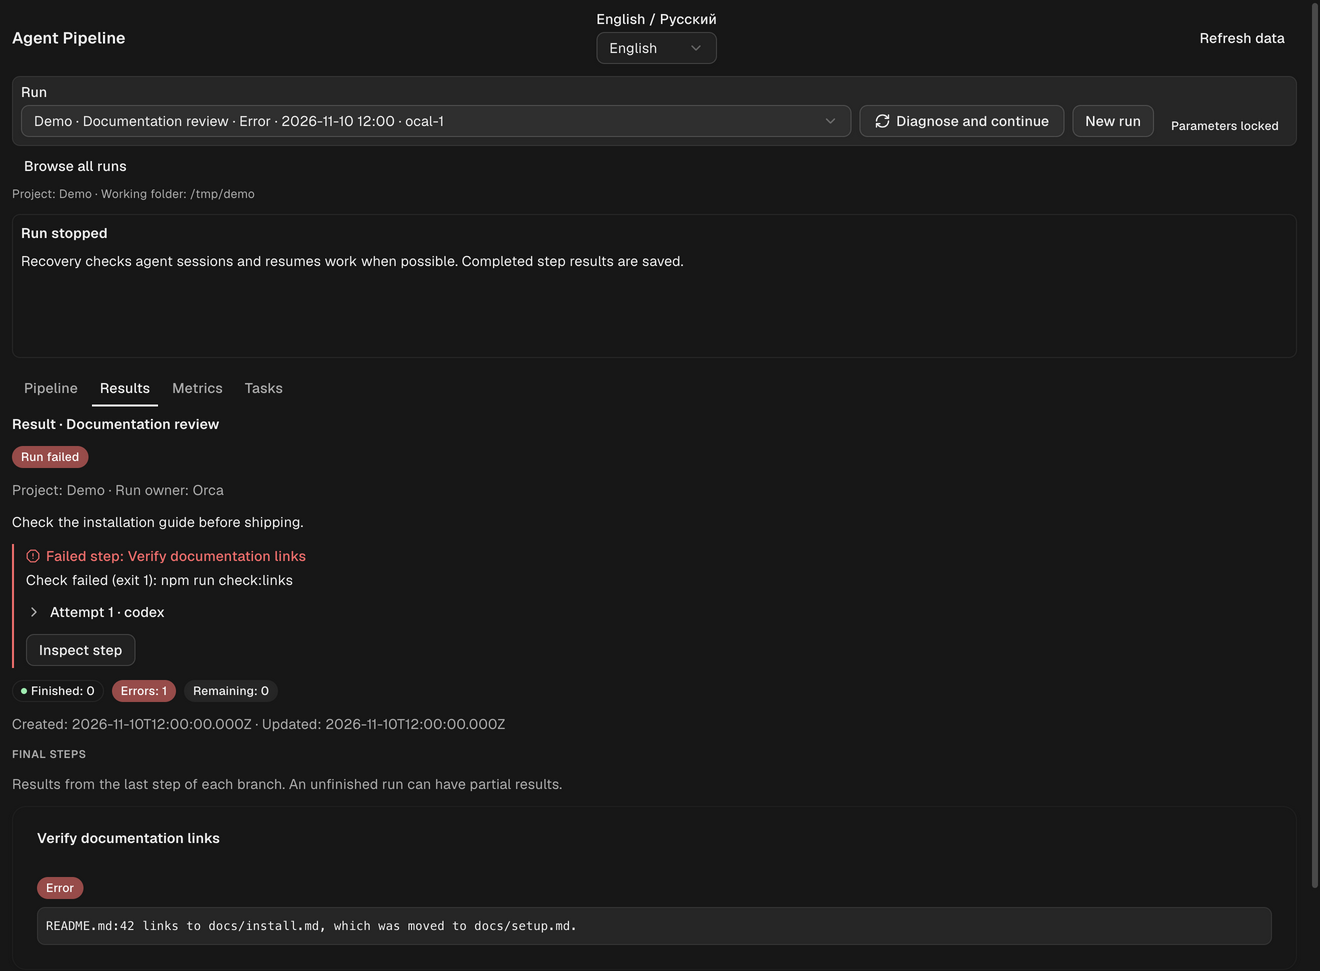 Agent Pipeline
English / Русский
English
Refresh data
Run
Demo · Documentation review · Error · 2026-11-10 12:00 · ocal-1
Diagnose and continue
New run
Parameters locked
Browse all runs
Project: Demo · Working folder: /tmp/demo
Run stopped
Recovery checks agent sessions and resumes work when possible. Completed step results are saved.
Pipeline Results Metrics Tasks
Result · Documentation review
Run failed
Project: Demo · Run owner: Orca
Check the installation guide before shipping.
Failed step: Verify documentation links
Check failed (exit 1): npm run check:links
Attempt 1 · codex
Inspect step
Finished: 0 Errors: 1 Remaining: 0
Created: 2026-11-10T12:00:00.000Z · Updated: 2026-11-10T12:00:00.000Z
FINAL STEPS
Results from the last step of each branch. An unfinished run can have partial results.
Verify documentation links
Error
README.md:42 links to docs/install.md, which was moved to docs/setup.md.